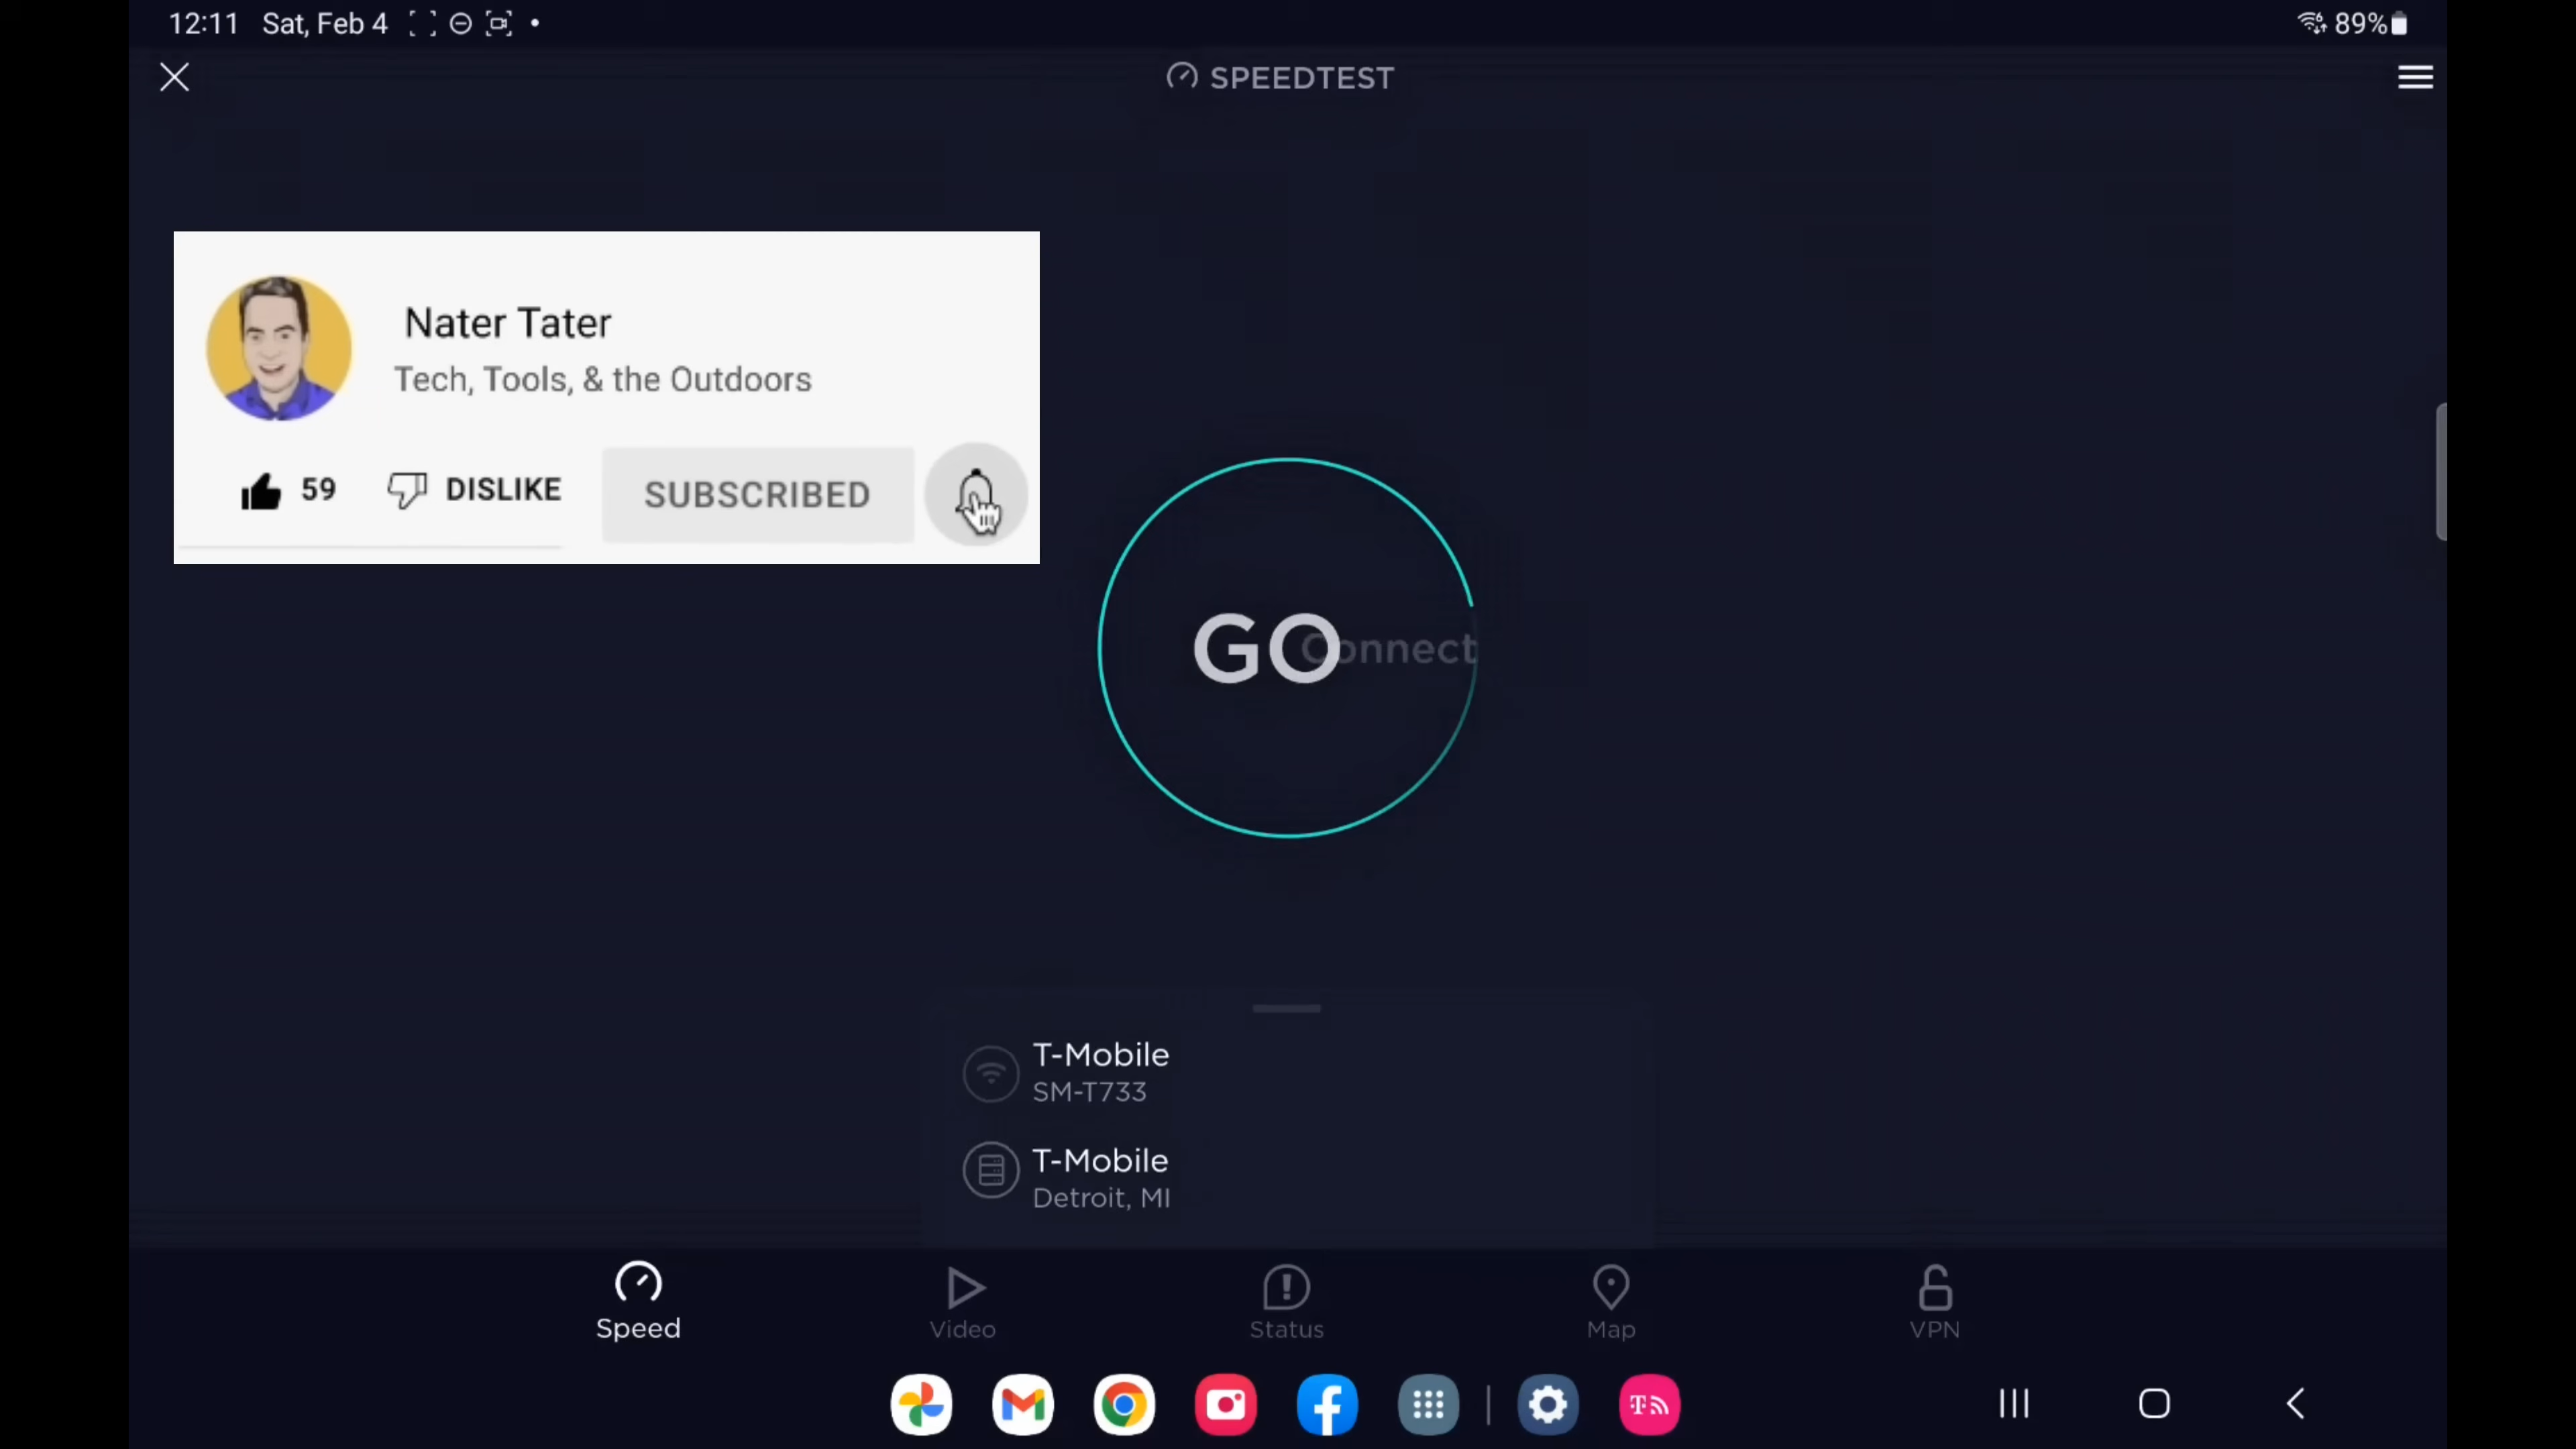 12:11 Sat, Feb 4
89%
SPEEDTEST
Nater Tater
Tech, Tools, & the Outdoors
59 DISLIKE SUBSCRIBED
GO
Connect
T-Mobile
SM-T733
T-Mobile
Detroit, MI
Speed
Video
Status
Map
VPN
T